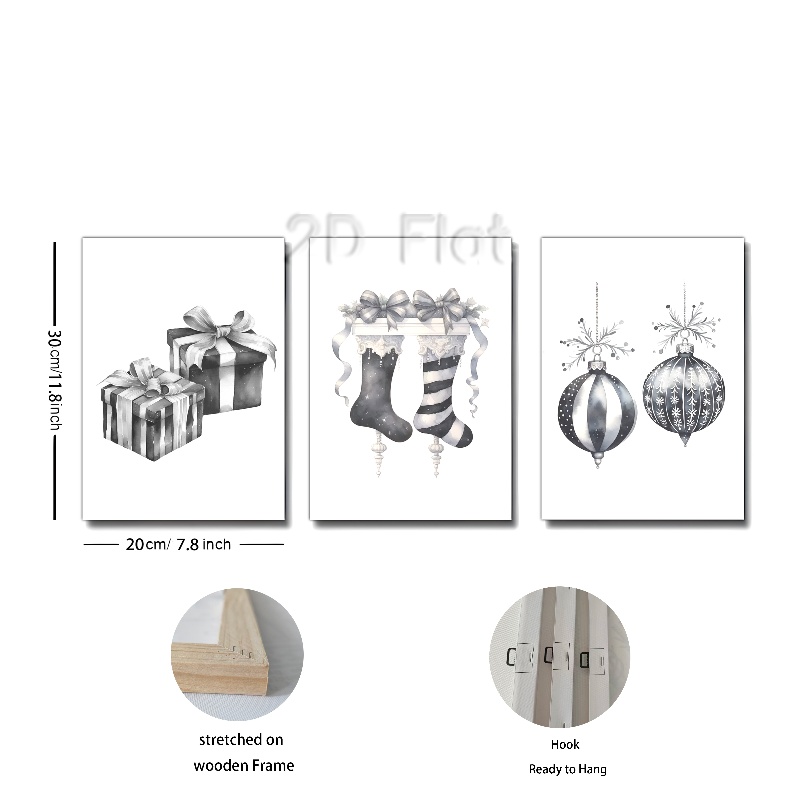 2D Flat
30cm/11.8inch
20cm/ 7.8 inch
stretched on
wooden Frame
Hook
Ready to Hang